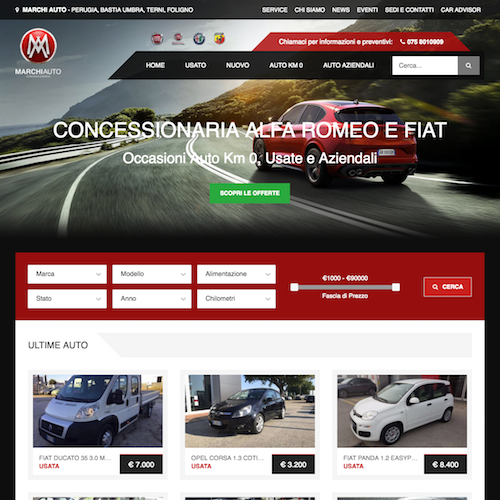 MARCHI AUTO - PERUGIA, BASTIA UMBRA, TERNI, FOLIGNO
SERVICE CHI SIAMO NEWS EVENTI SEDI E CONTATTI CAR ADVISOR
Chiamaci per informazioni e preventivi: 075 8010909
MARCHIAUTO
HOME USATO NUOVO AUTO KM 0 AUTO AZIENDALI Cerca...
CONCESSIONARIA ALFA ROMEO E FIAT
Occasioni Auto Km 0, Usate e Aziendali
SCOPRI LE OFFERTE
Marca Modello Alimentazione
€1000 - €90000
Stato Anno Chilometri
Fascia di Prezzo
CERCA
ULTIME AUTO
FIAT DUCATO 35 3.0 M...
USATA
€ 7.000
OPEL CORSA 1.3 CDTI...
USATA
€ 3.200
FIAT PANDA 1.2 EASYP...
USATA
€ 8.400